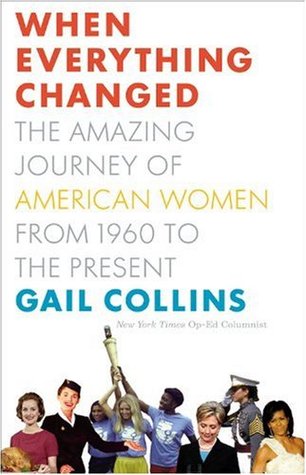 WHEN
EVERYTHING
CHANGED
THE AMAZING
JOURNEY OF
AMERICAN WOMEN
FROM 1960 TO
THE PRESENT
GAIL COLLINS
New York Times Op-Ed Columnist